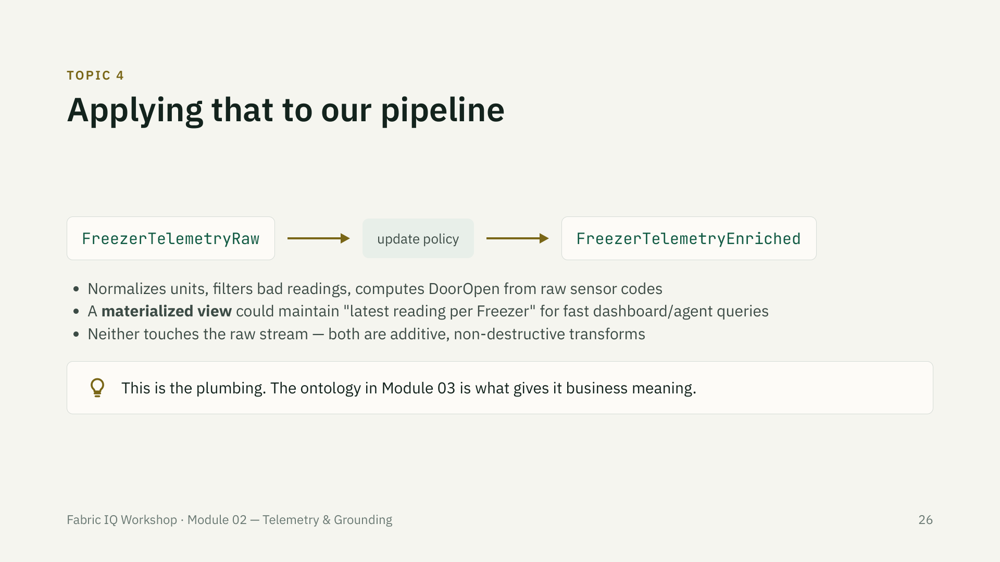 TOPIC 4
Applying that to our pipeline
FreezerTelemetryRaw
update policy
FreezerTelemetryEnriched
• Normalizes units, filters bad readings, computes DoorOpen from raw sensor codes
• A materialized view could maintain "latest reading per Freezer" for fast dashboard/agent queries
• Neither touches the raw stream — both are additive, non-destructive transforms
This is the plumbing. The ontology in Module 03 is what gives it business meaning.
Fabric IQ Workshop · Module 02 — Telemetry & Grounding
26